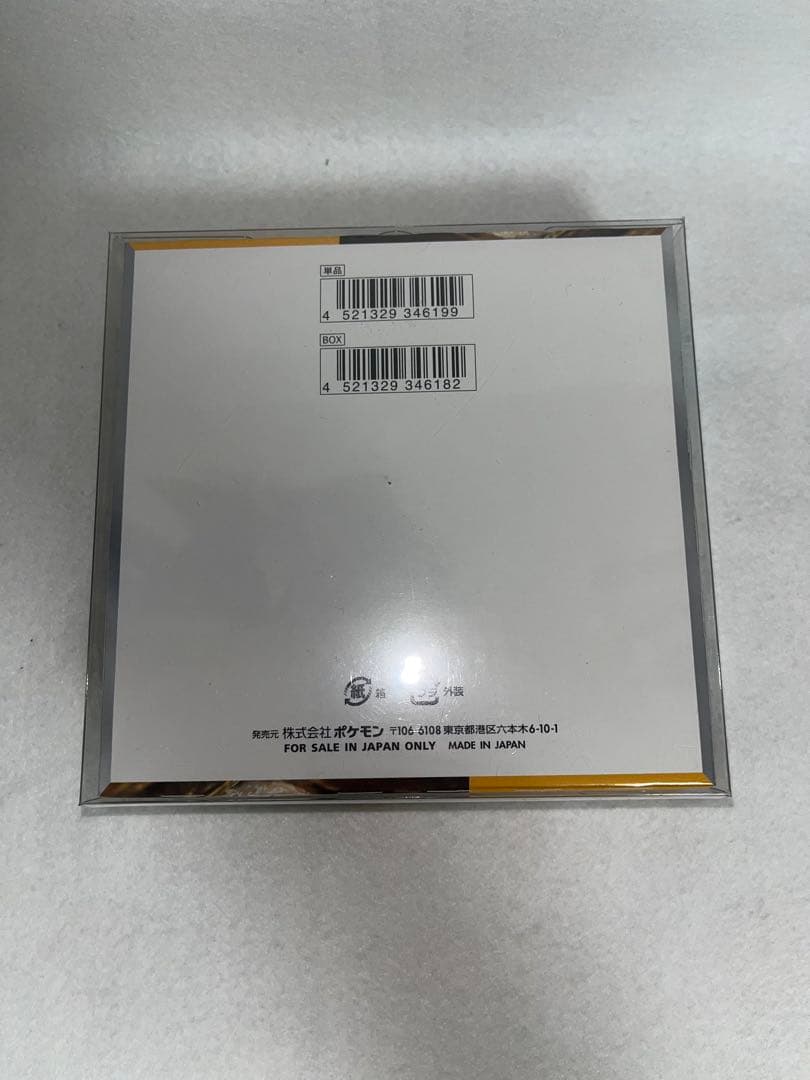 単品
4 521329 346199
BOX
4 521329 346182
紙 箱 プラ 外装
発売元 株式会社 ポケモン 〒106-6108 東京都港区六本木6-10-1
FOR SALE IN JAPAN ONLY MADE IN JAPAN